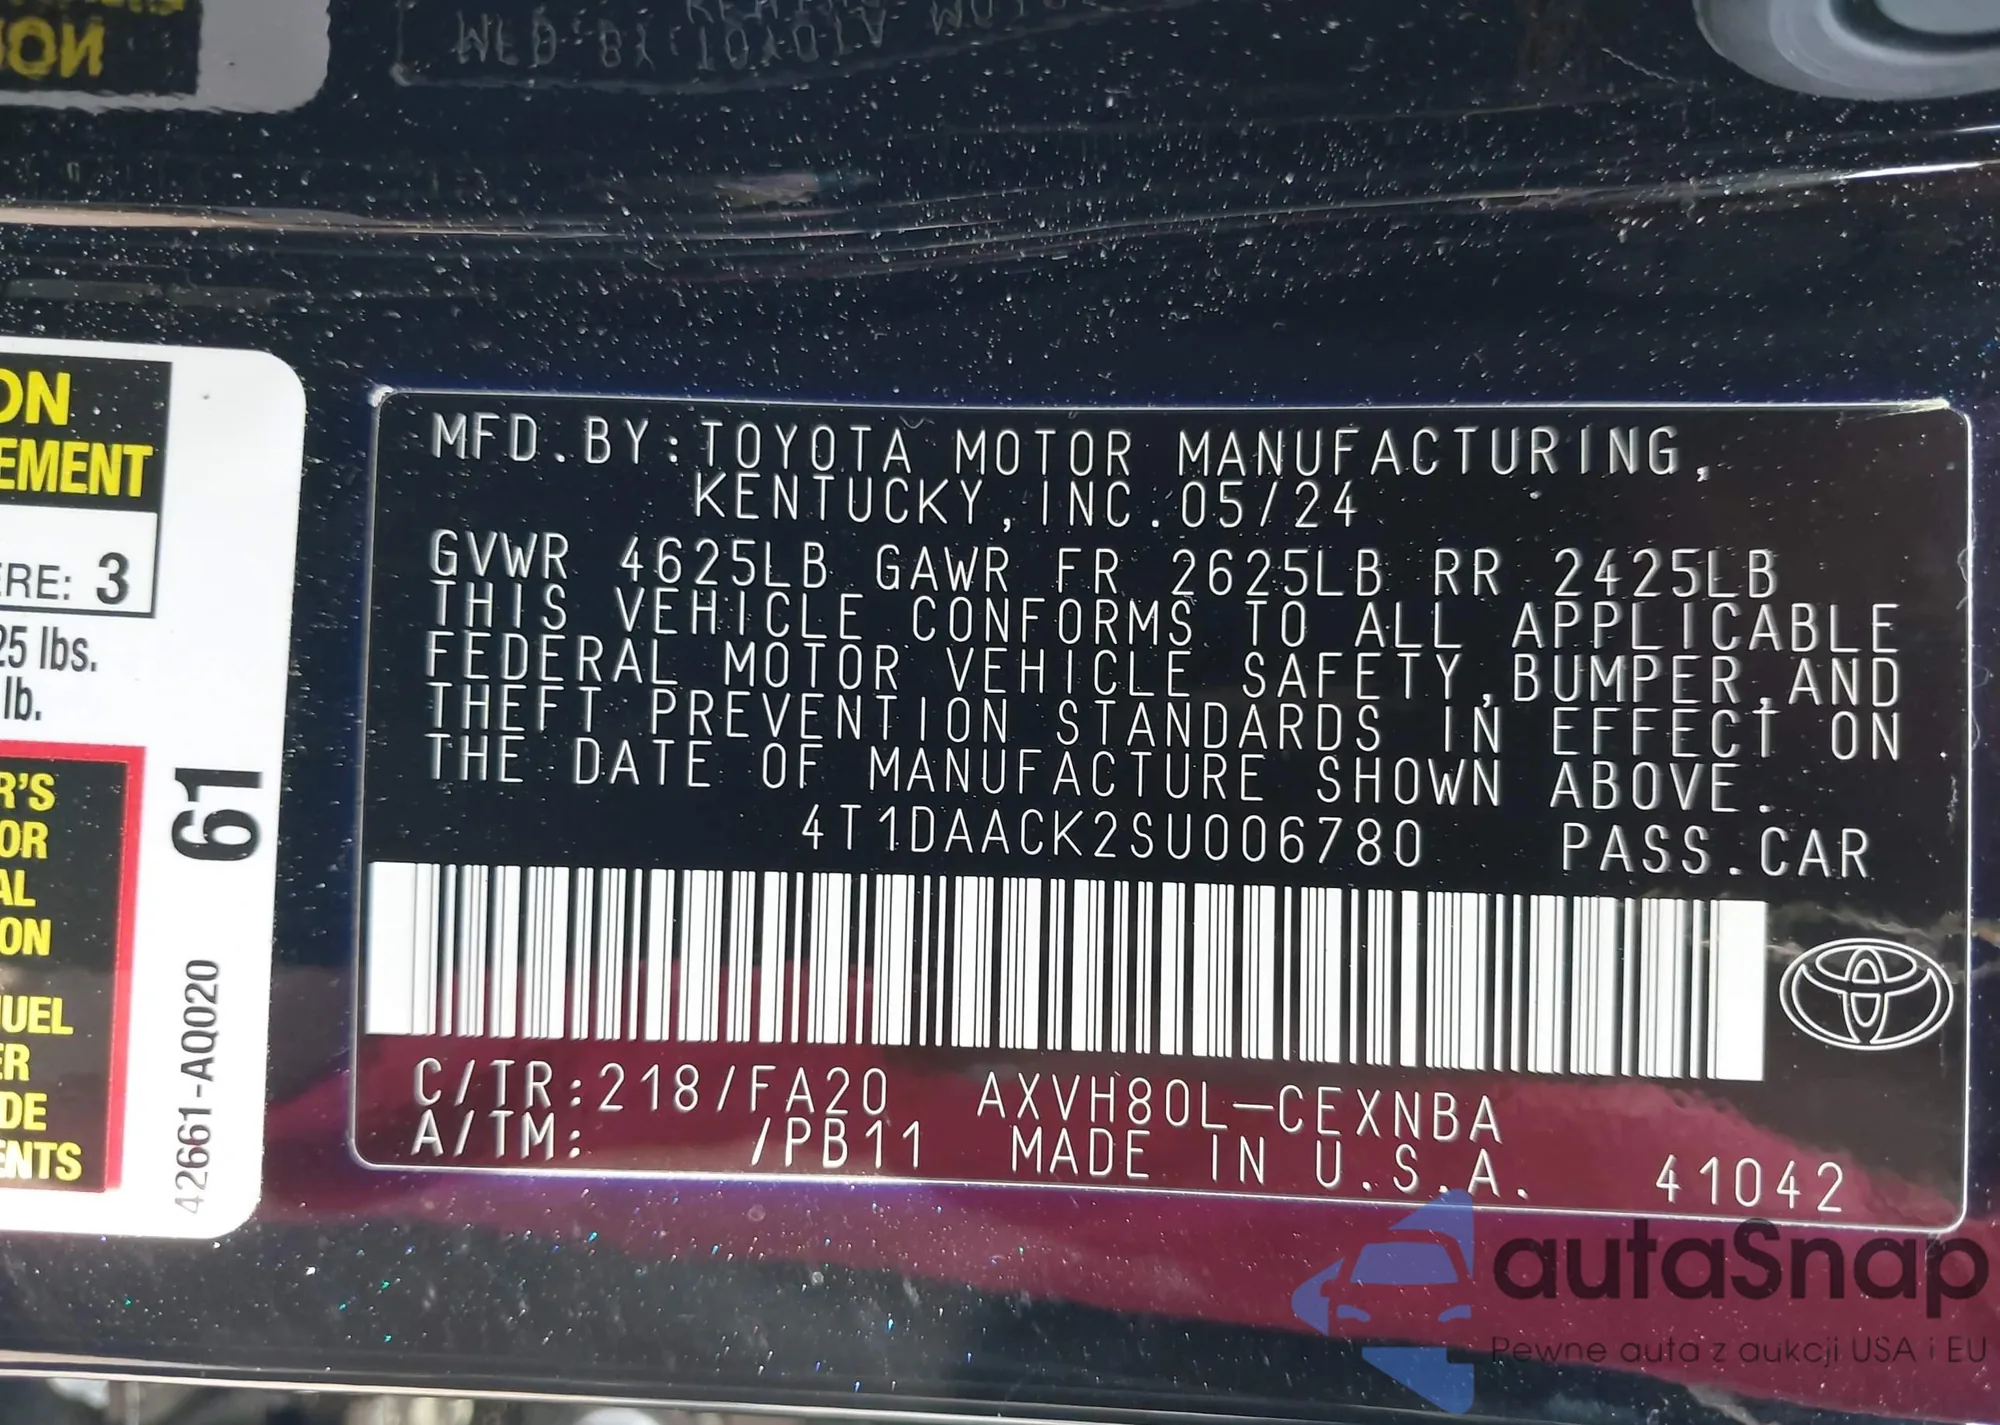 ON
EMENT
ERE: 3
25 lbs.
lb.
R'S
OR
AL
ON
UEL
ER
DE
ENTS
61
42661-AQ020
MFD.BY:TOYOTA MOTOR MANUFACTURING,
KENTUCKY,INC.05/24
GVWR 4625LB GAWR FR 2625LB RR 2425LB
THIS VEHICLE CONFORMS TO ALL APPLICABLE
FEDERAL MOTOR VEHICLE SAFETY,BUMPER,AND
THEFT PREVENTION STANDARDS IN EFFECT ON
THE DATE OF MANUFACTURE SHOWN ABOVE.
4T1DAACK2SU006780 PASS.CAR
C/TR:218/FA20 AXVH80L-CEXNBA
A/TM: /PB11 MADE IN U.S.A. 41042
autaSnap
Pewne auta z aukcji USA i EU